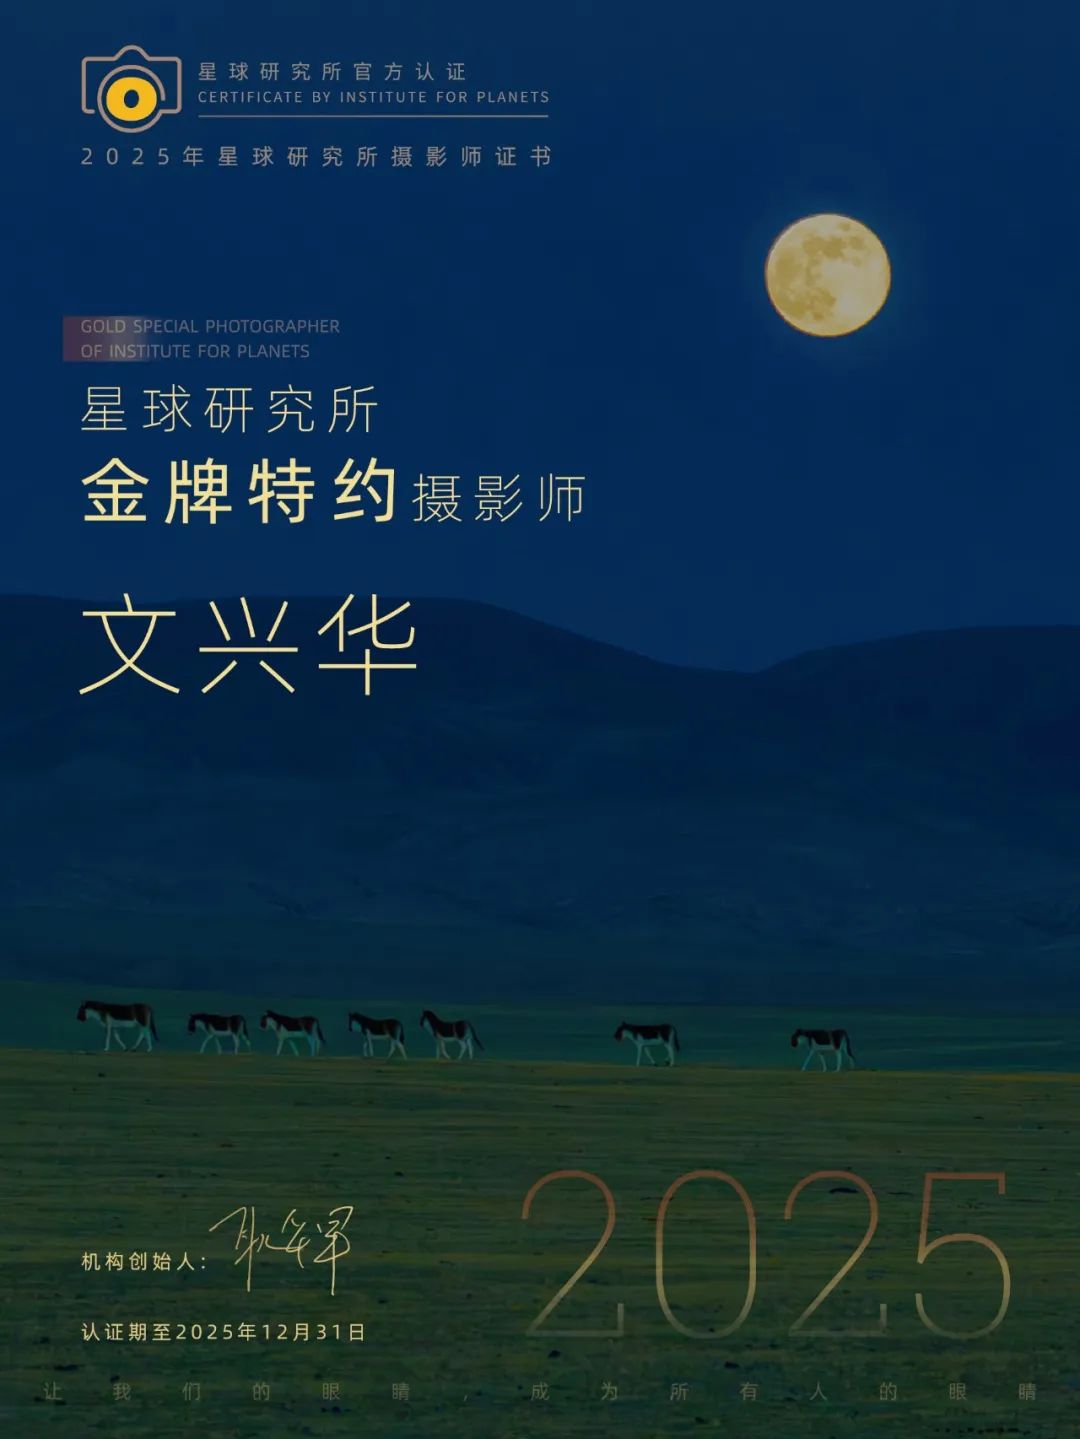 星球研究所官方认证
CERTIFICATE BY INSTITUTE FOR PLANETS
2025年星球研究所摄影师证书
GOLD SPECIAL PHOTOGRAPHER
OF INSTITUTE FOR PLANETS
星球研究所
金牌特约摄影师
文兴华
2025
机构创始人:
认证期至2025年12月31日
让我们的眼睛,成为所有人的眼睛